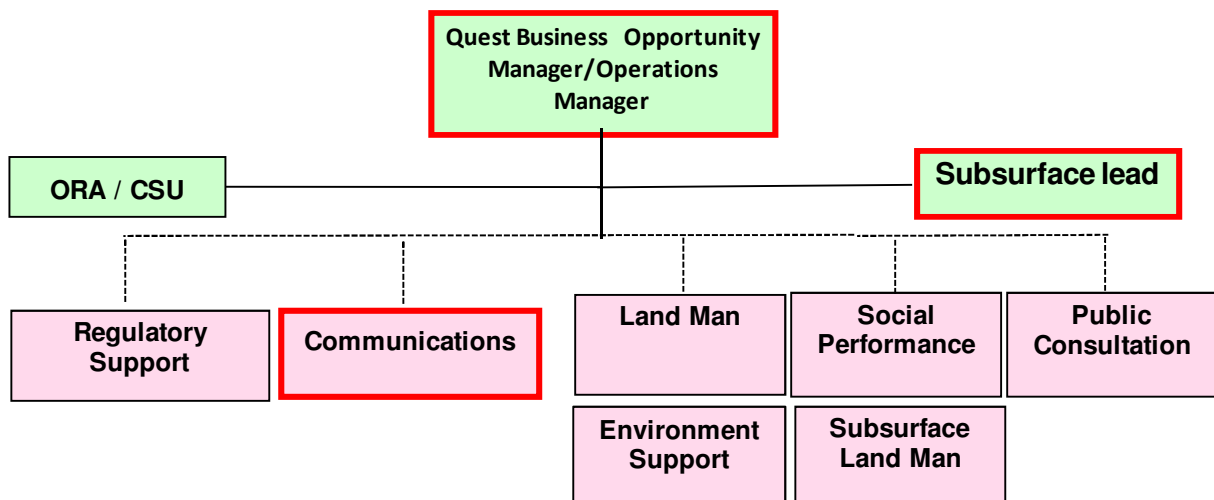 Quest Business Opportunity
Manager/Operations
Manager
ORA / CSU
Subsurface lead
Regulatory
Support
Communications
Land Man
Social
Performance
Public
Consultation
Environment
Support
Subsurface
Land Man